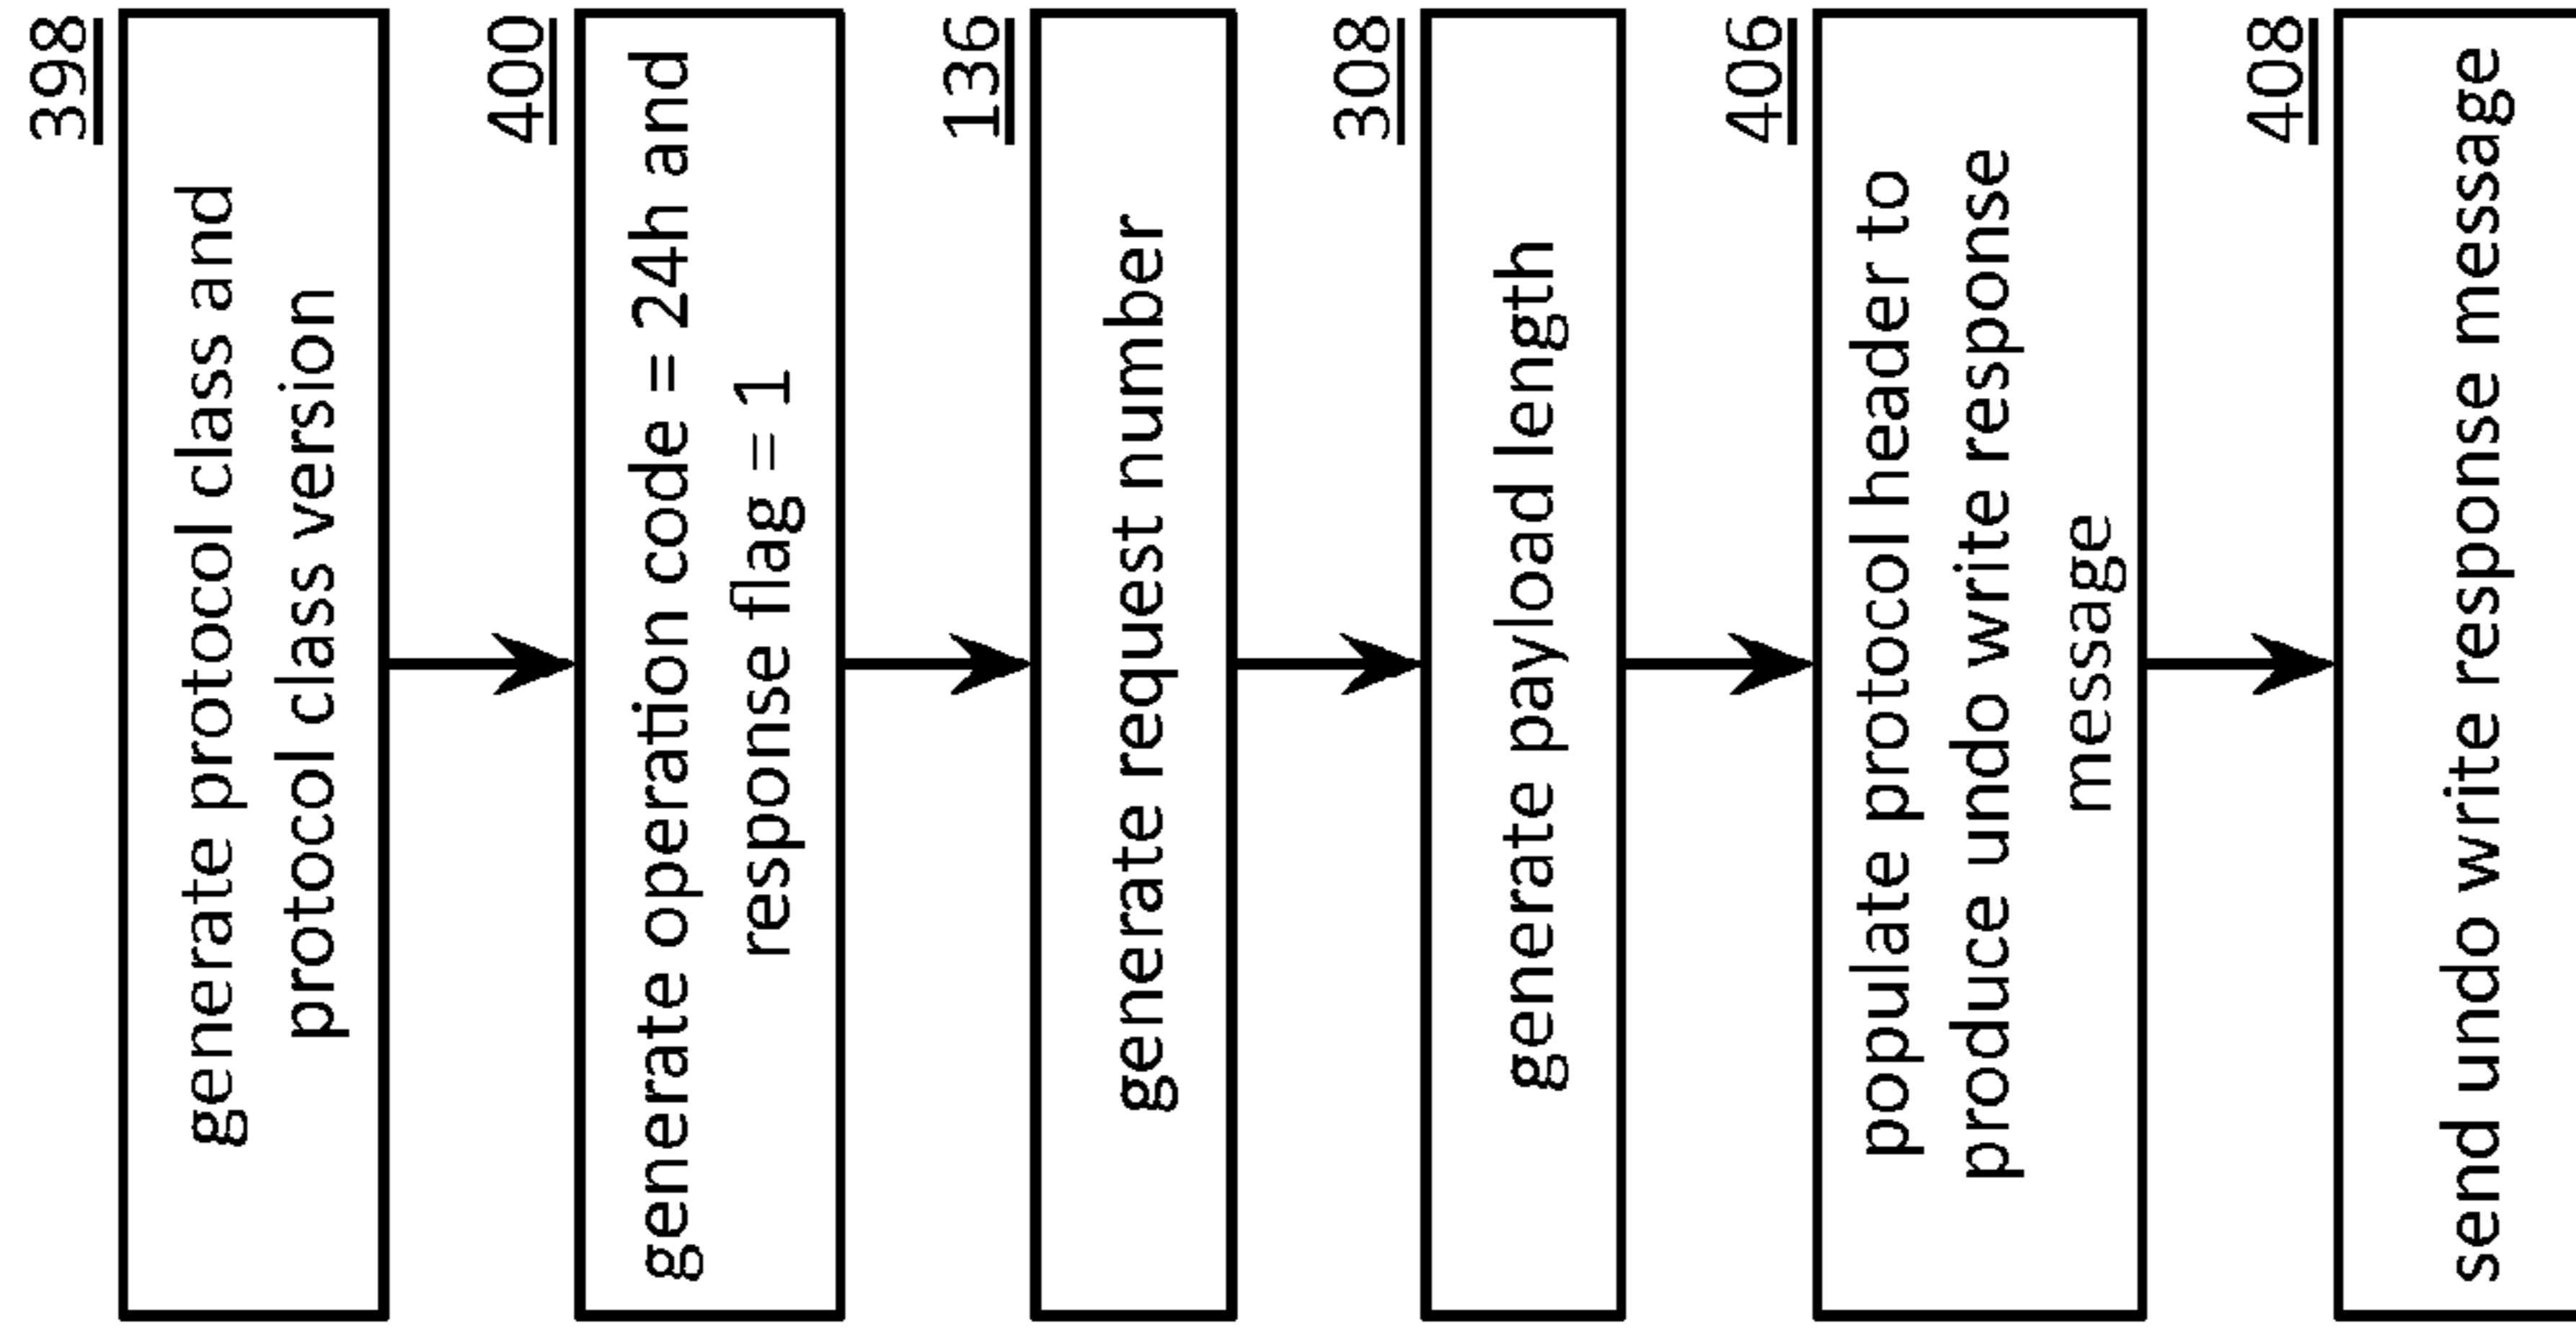 398
generate protocol class and
protocol class version
400
generate operation code = 24h and
response flag = 1
136
generate request number
308
generate payload length
406
populate protocol header to
produce undo write response
message
408
send undo write response message